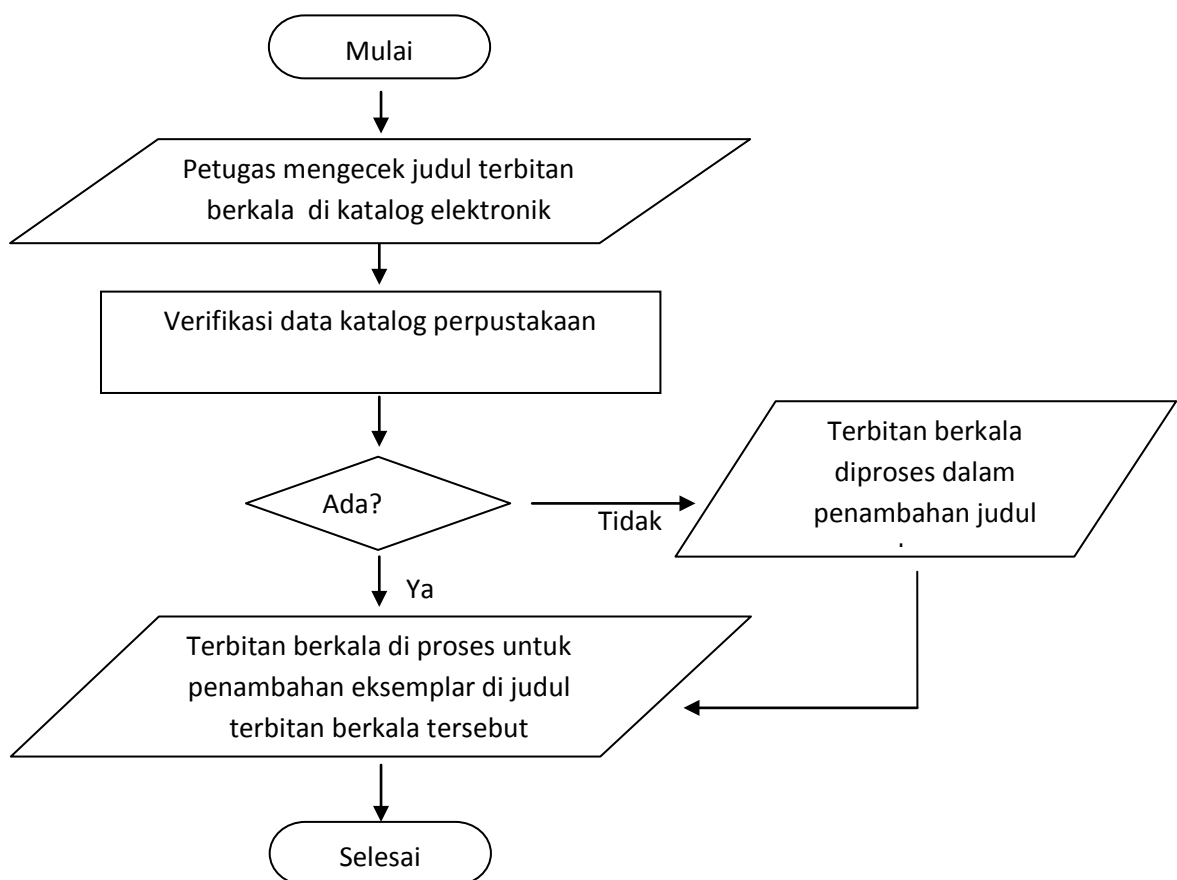 Mulai
Petugas mengecek judul terbitan
berkala di katalog elektronik
Verifikasi data katalog perpustakaan
Ada?
Tidak
Terbitan berkala
diproses dalam
penambahan judul
.
Ya
Terbitan berkala di proses untuk
penambahan eksemplar di judul
terbitan berkala tersebut
Selesai